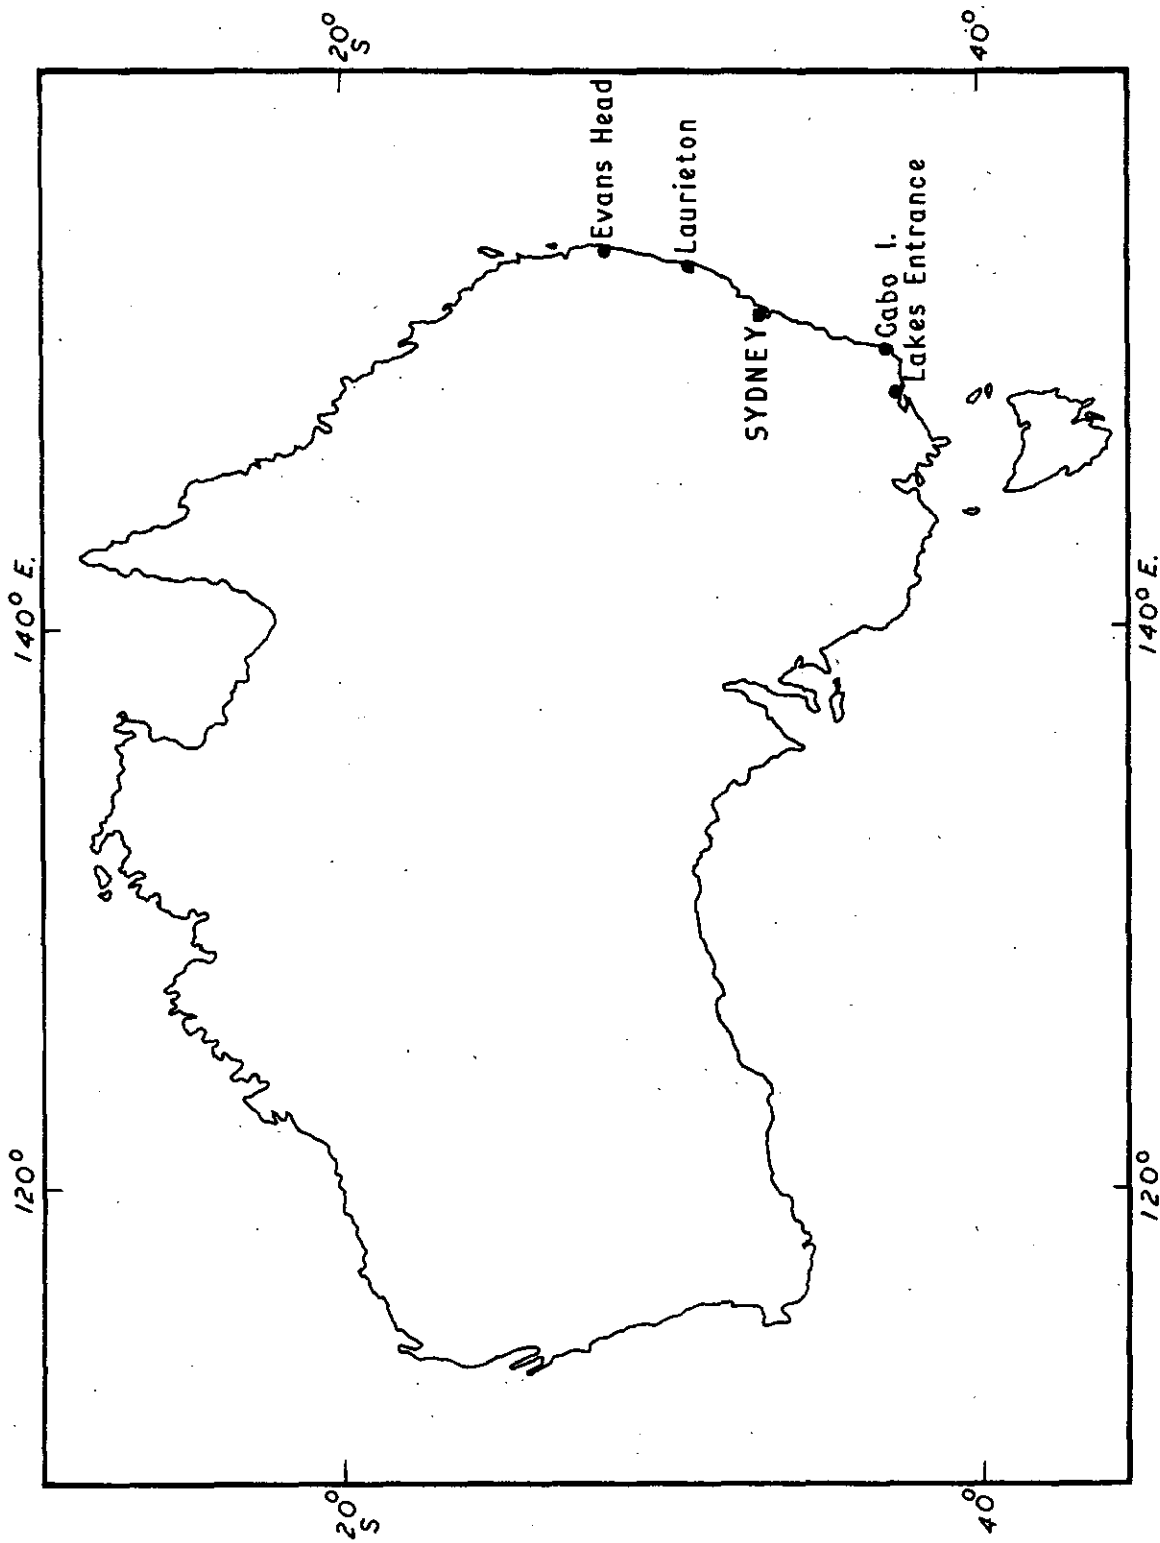 120°
140° E.
20°
S
20°
S
Evans Head
Laurieton
SYDNEY
Gabo I.
Lakes Entrance
40°
40°
120°
140° E.